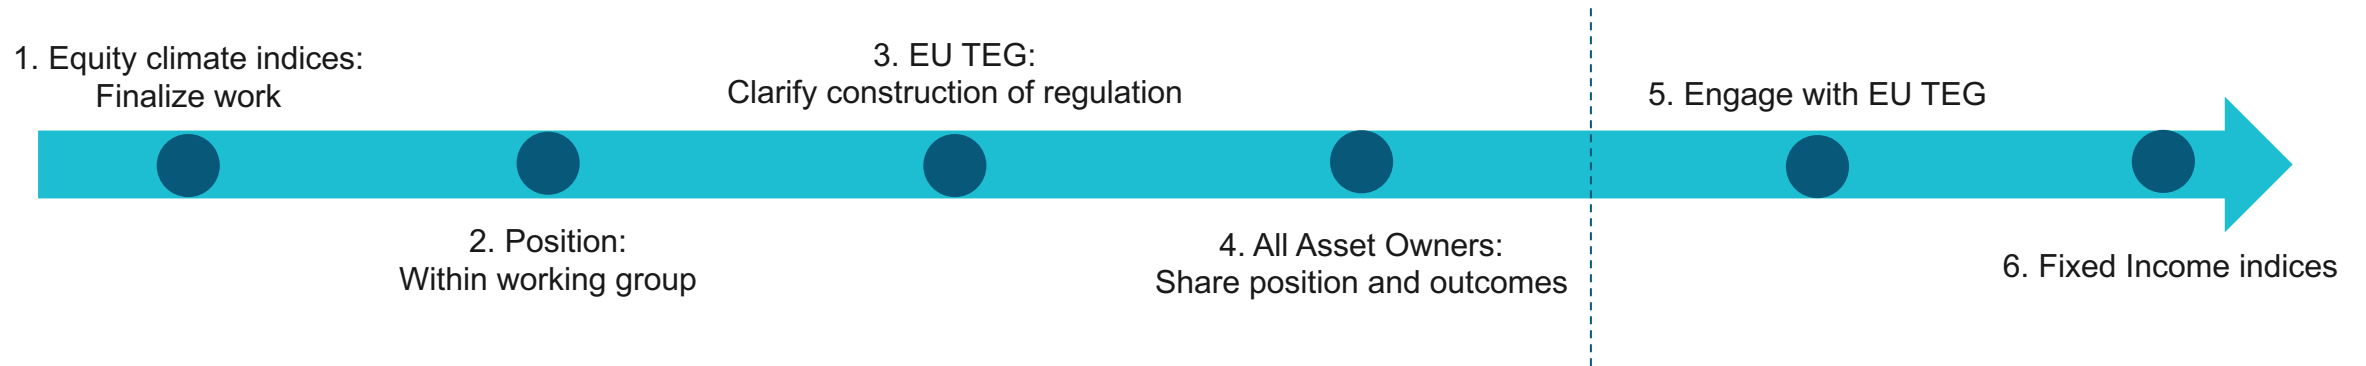 1. Equity climate indices:
Finalize work
2. Position:
Within working group
3. EU TEG:
Clarify construction of regulation
4. All Asset Owners:
Share position and outcomes
5. Engage with EU TEG
6. Fixed Income indices